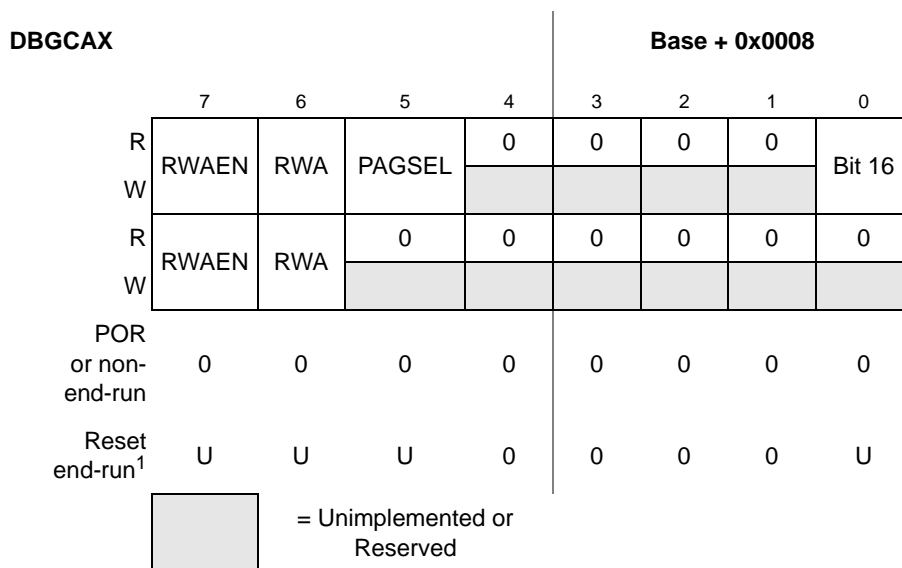 DBGCAX Base + 0x0008
7 6 5 4 3 2 1 0
R RWAEN RWA PAGSEL 0 0 0 0 Bit 16
W
R RWAEN RWA 0 0 0 0 0 0
W
POR
or non- 0 0 0 0 0 0 0 0
end-run
Reset
end-run1 U U U 0 0 0 0 U
= Unimplemented or
Reserved